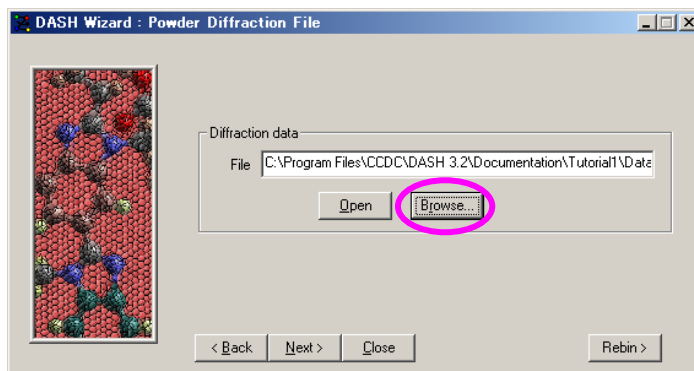 DASH Wizard : Powder Diffraction File
Diffraction data
File C:\Program Files\CCDC\DASH 3.2\Documentation\Tutorial1\Data
Open Browse...
< Back Next > Close Rebin >